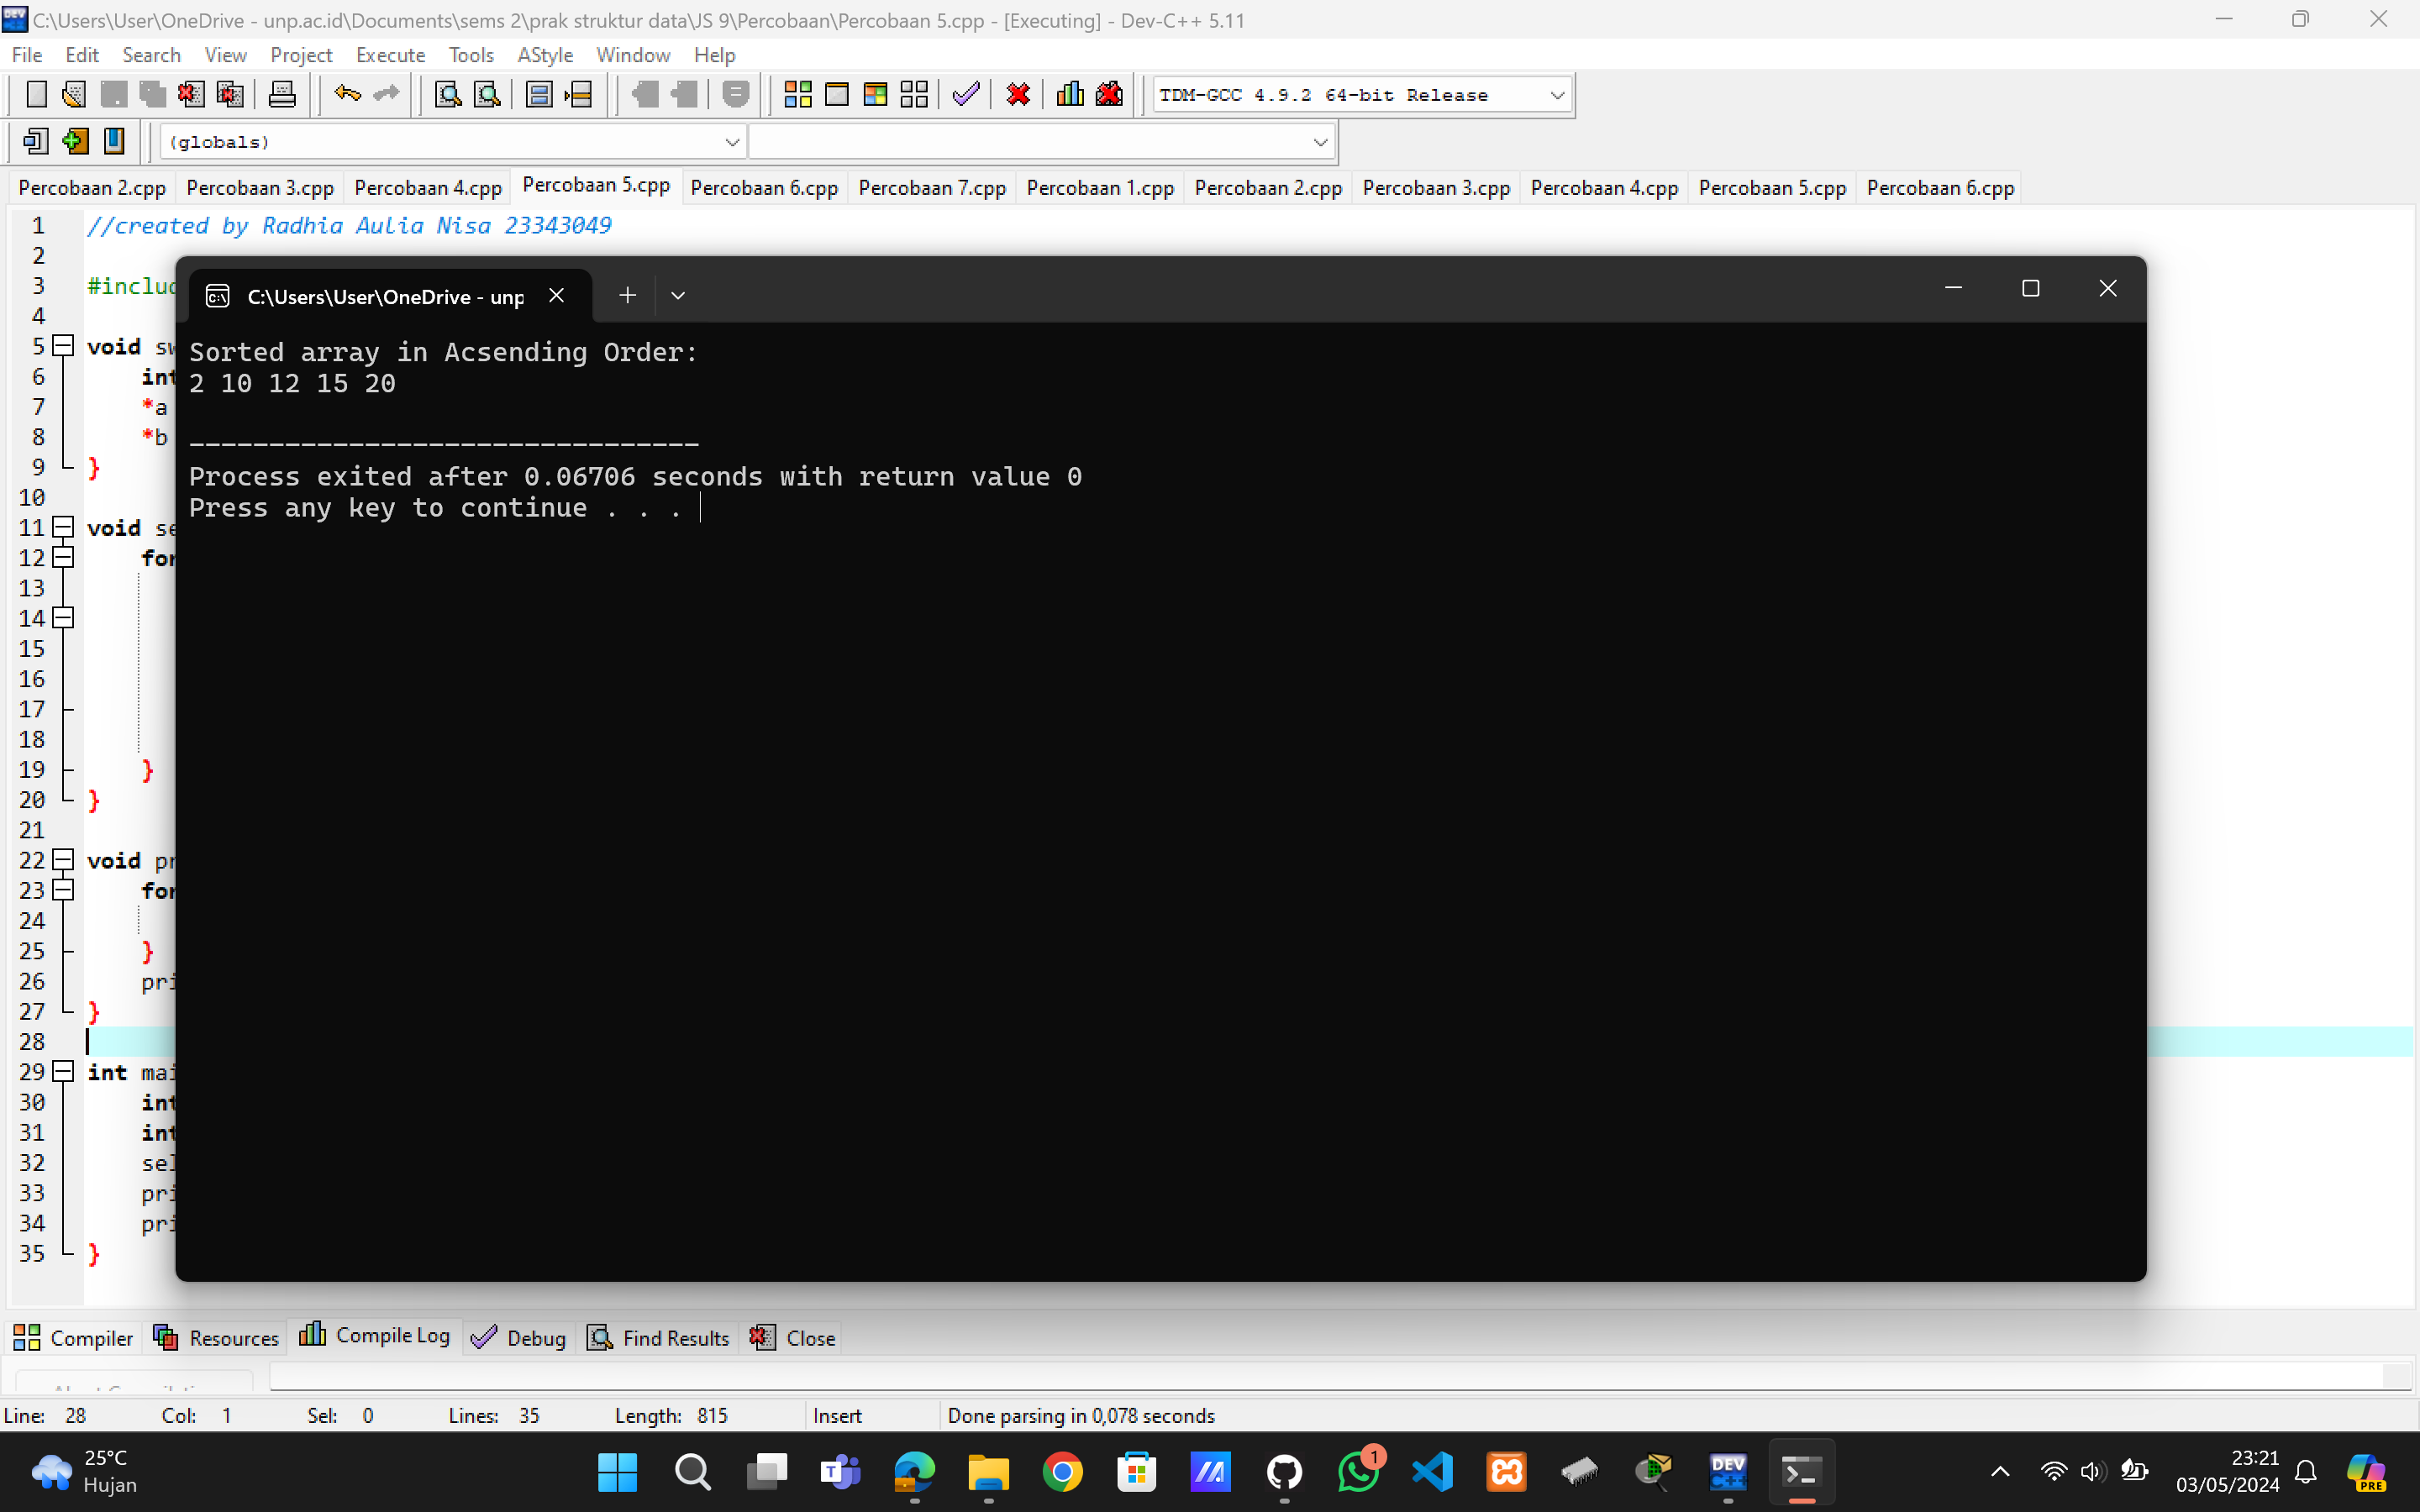 C:\Users\User\OneDrive - unp.ac.id\Documents\sems 2\prak struktur data\JS 9\Percobaan\Percobaan 5.cpp - [Executing] - Dev-C++ 5.11
File Edit Search View Project Execute Tools AStyle Window Help
TDM-GCC 4.9.2 64-bit Release
(globals)
Percobaan 2.cpp Percobaan 3.cpp Percobaan 4.cpp Percobaan 5.cpp Percobaan 6.cpp Percobaan 7.cpp Percobaan 1.cpp Percobaan 2.cpp Percobaan 3.cpp Percobaan 4.cpp Percobaan 5.cpp Percobaan 6.cpp
1 //created by Radhia Aulia Nisa 23343049
2
3 #includ
4
5 void sw
6 int
7 *a
8 *b
9 }
10
11 void se
12 for
13
14
15
16
17
18
19 }
20 }
21
22 void pr
23 for
24
25 }
26 pri
27 }
28
29 int mai
30 int
31 int
32 sel
33 pri
34 pri
35 }
C:\Users\User\OneDrive - unp
Sorted array in Acsending Order:
2 10 12 15 20
--------------------------------
Process exited after 0.06706 seconds with return value 0
Press any key to continue . . .
Compiler Resources Compile Log Debug Find Results Close
Line: 28 Col: 1 Sel: 0 Lines: 35 Length: 815 Insert Done parsing in 0,078 seconds
25°C
Hujan
1
DEV C++
PRE
23:21
03/05/2024